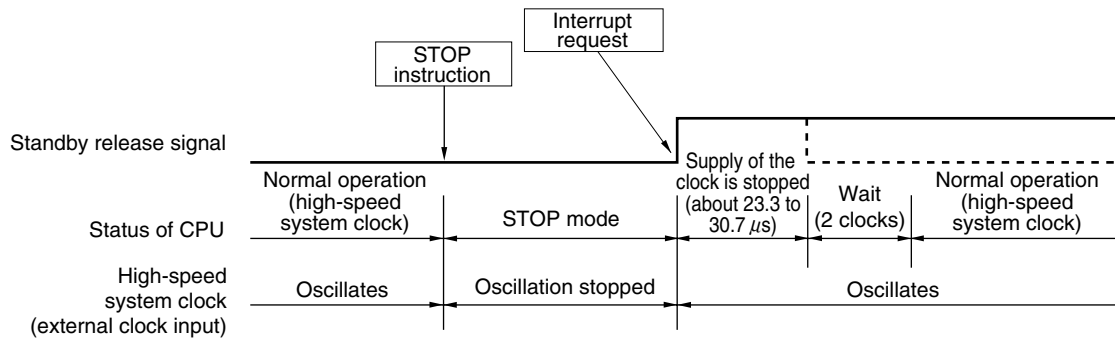 Interrupt
request
STOP
instruction
Standby release signal
Supply of the
clock is stopped
(about 23.3 to
30.7 μs)
Normal operation
(high-speed
system clock)
STOP mode
Wait
(2 clocks)
Normal operation
(high-speed
system clock)
Status of CPU
High-speed
system clock
(external clock input)
Oscillates
Oscillation stopped
Oscillates